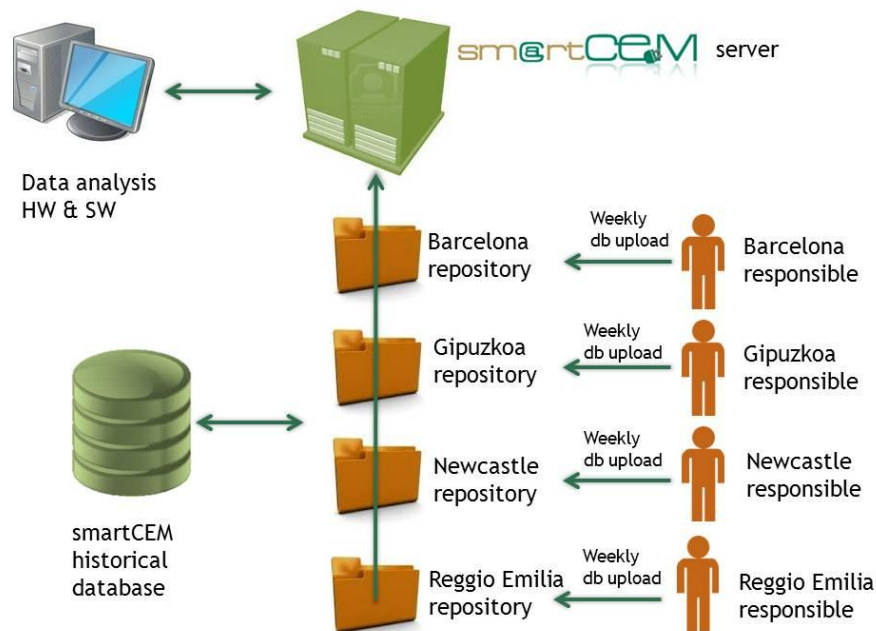 smartCEM server
Data analysis
HW & SW
Weekly
db upload
Barcelona
repository
Barcelona
responsible
Weekly
db upload
Gipuzkoa
repository
Gipuzkoa
responsible
Weekly
db upload
Newcastle
repository
Newcastle
responsible
smartCEM
historical
database
Weekly
db upload
Reggio Emilia
repository
Reggio Emilia
responsible